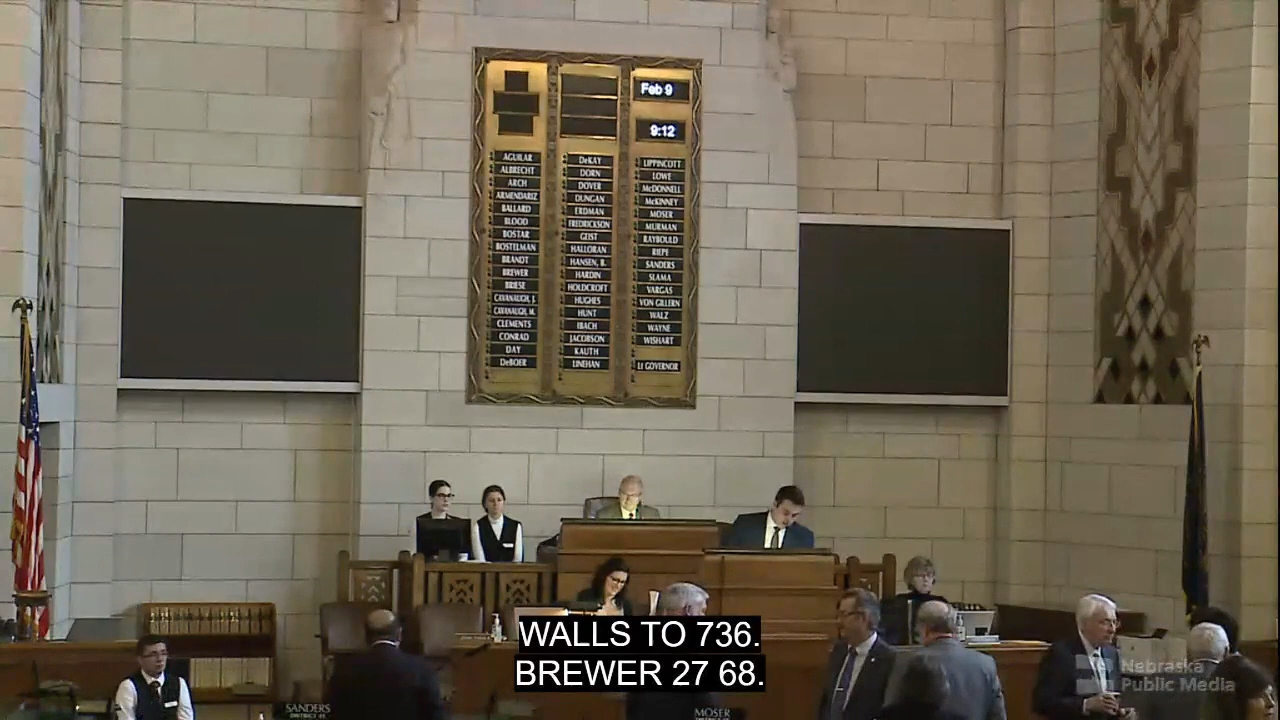 Feb 9
9:12
AGUILAR
ALBRECHT
ARCH
ARMENDARIZ
BALLARD
BLOOD
BOSTAR
BOSTELMAN
BRANDT
BREWER
BRIESE
CAVANAUGH, J.
CAVANAUGH, M.
CLEMENTS
CONRAD
DAY
DeBOER
DeKAY
DORN
DOVER
DUNGAN
ERDMAN
FREDRICKSON
GEIST
HALLORAN
HANSEN, B.
HARDIN
HOLDCROFT
HUGHES
HUNT
IBACH
JACOBSON
KAUTH
LINEHAN
LIPPINCOTT
LOWE
McDONNELL
McKINNEY
MOSER
MURMAN
RAYBOULD
RIEPE
SANDERS
SLAMA
VARGAS
VON GILLERN
WALZ
WAYNE
WISHART
LT GOVERNOR
WALLS TO 736.
BREWER 27 68.
SANDERS
DISTRICT 45
MOSER
Nebraska
Public Media